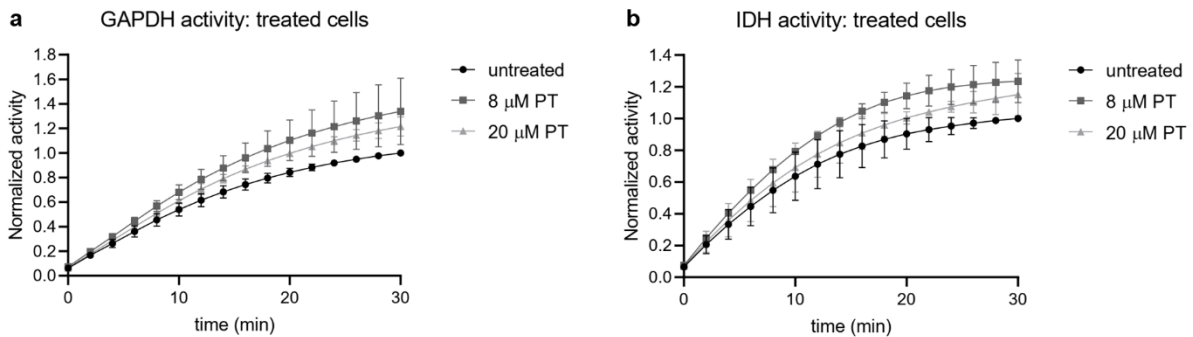 a
GAPDH activity: treated cells
Normalized activity
1.8
1.6
1.4
1.2
1.0
0.8
0.6
0.4
0.2
0.0
0 10 20 30
time (min)
untreated
8 μM PT
20 μM PT
b
IDH activity: treated cells
Normalized activity
1.4
1.2
1.0
0.8
0.6
0.4
0.2
0.0
0 10 20 30
time (min)
untreated
8 μM PT
20 μM PT